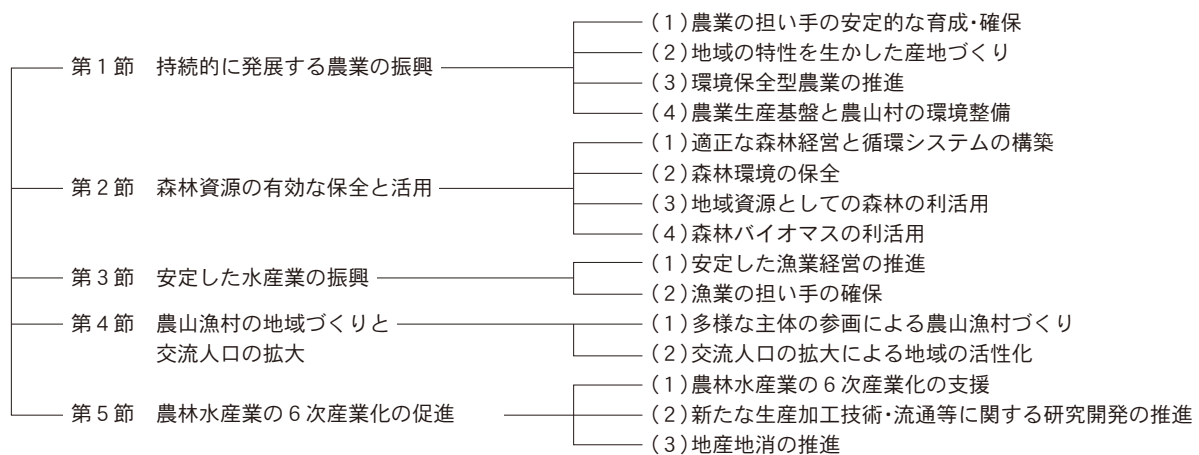 第1節 持続的に発展する農業の振興
(1)農業の担い手の安定的な育成・確保
(2)地域の特性を生かした産地づくり
(3)環境保全型農業の推進
(4)農業生産基盤と農山村の環境整備
第2節 森林資源の有効な保全と活用
(1)適正な森林経営と循環システムの構築
(2)森林環境の保全
(3)地域資源としての森林の利活用
(4)森林バイオマスの利活用
第3節 安定した水産業の振興
(1)安定した漁業経営の推進
(2)漁業の担い手の確保
第4節 農山漁村の地域づくりと
交流人口の拡大
(1)多様な主体の参画による農山漁村づくり
(2)交流人口の拡大による地域の活性化
第5節 農林水産業の6次産業化の促進
(1)農林水産業の6次産業化の支援
(2)新たな生産加工技術・流通等に関する研究開発の推進
(3)地産地消の推進